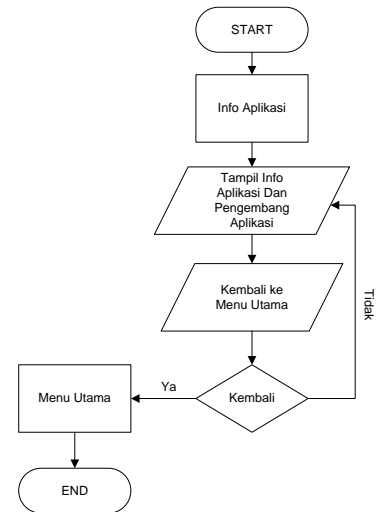 START
Info Aplikasi
Tampil Info
Aplikasi Dan
Pengembang
Aplikasi
Kembali ke
Menu Utama
Tidak
Kembali
Ya
Menu Utama
END